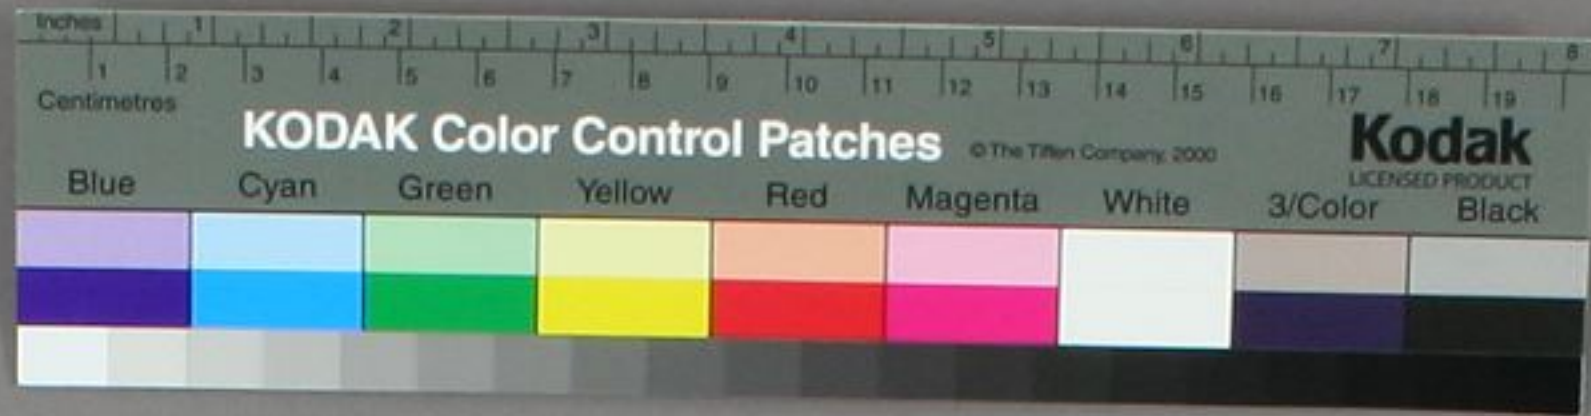 Inches 1 2 3 4 5 6 7 8
1 2 3 4 5 6 7 8 9 10 11 12 13 14 15 16 17 18 19
Centimetres
KODAK Color Control Patches © The Tiffen Company, 2000 Kodak
LICENSED PRODUCT
Blue Cyan Green Yellow Red Magenta White 3/Color Black